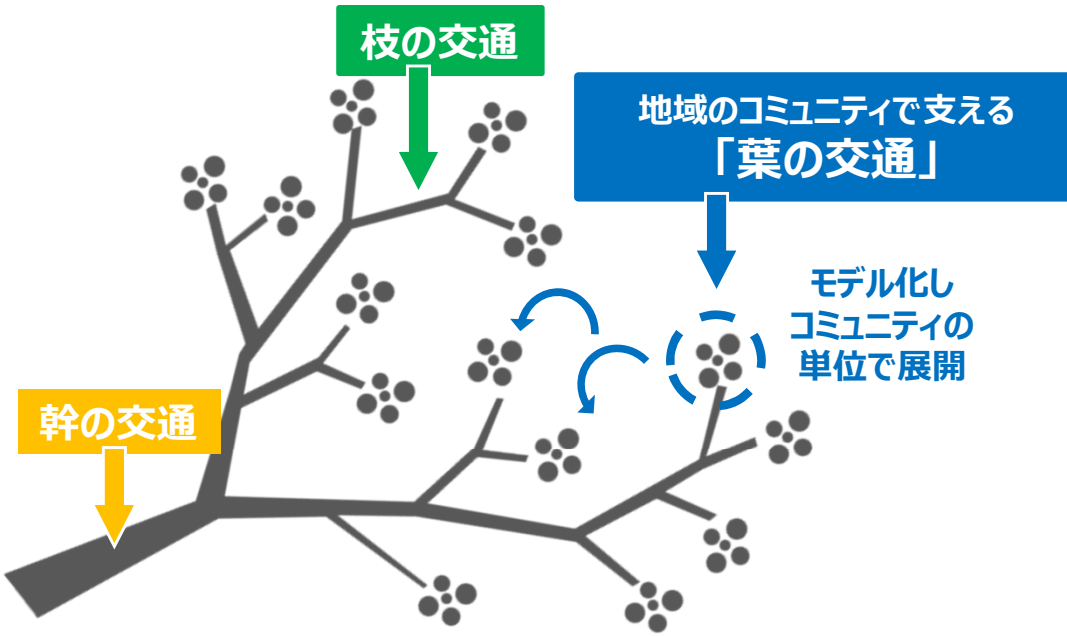 枝の交通
地域のコミュニティで支える
「葉の交通」
モデル化し
コミュニティの
単位で展開
幹の交通